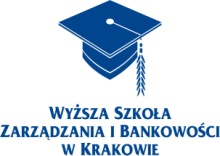 Wyższa Szkoła
Zarządzania i Bankowości
w Krakowie